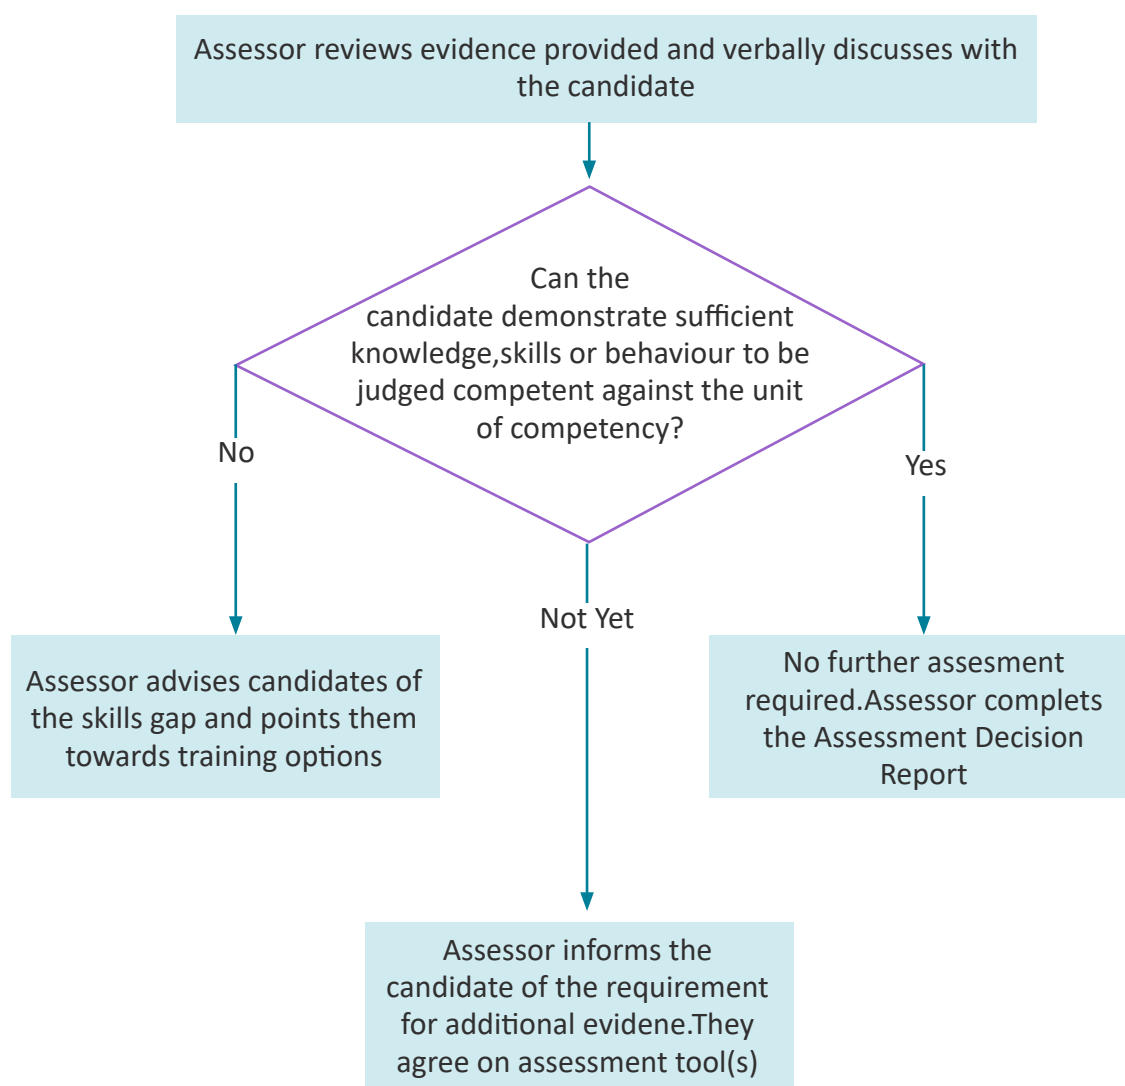 Assessor reviews evidence provided and verbally discusses with
the candidate
Can the
candidate demonstrate sufficient
knowledge,skills or behaviour to be
judged competent against the unit
of competency?
No
Yes
Not Yet
Assessor advises candidates of
the skills gap and points them
towards training options
No further assesment
required.Assessor complets
the Assessment Decision
Report
Assessor informs the
candidate of the requirement
for additional evidene.They
agree on assessment tool(s)